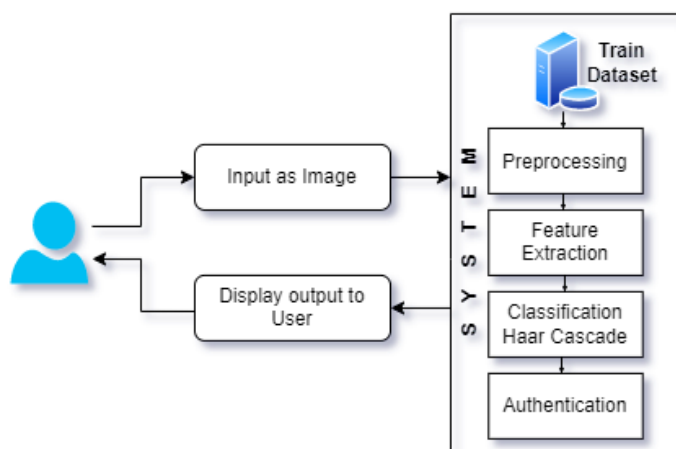 Train
Dataset
Preprocessing
Input as Image
Feature
Extraction
SYSTEM
Display output to
User
Classification
Haar Cascade
Authentication